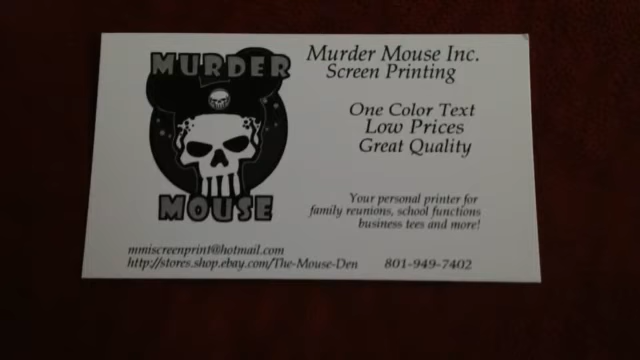 MURDER
MOUSE
Murder Mouse Inc.
Screen Printing
One Color Text
Low Prices
Great Quality
Your personal printer for
family reunions, school functions
business tees and more!
mmiscreenprint@hotmail.com
http://stores.shop.ebay.com/The-Mouse-Den 801-949-7402